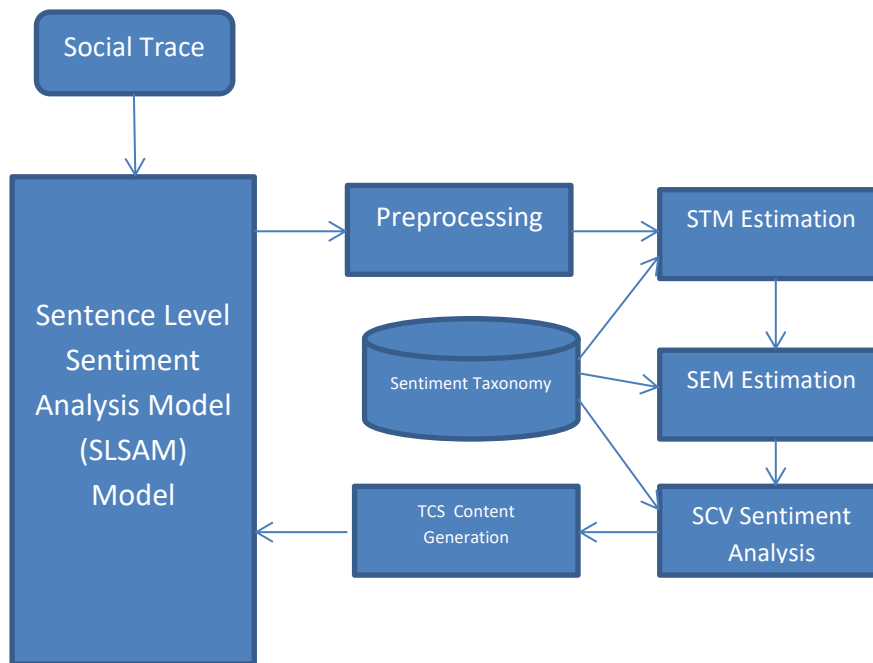 Social Trace
Preprocessing
STM Estimation
Sentence Level
Sentiment
Analysis Model
(SLSAM)
Model
Sentiment Taxonomy
SEM Estimation
TCS Content
Generation
SCV Sentiment
Analysis